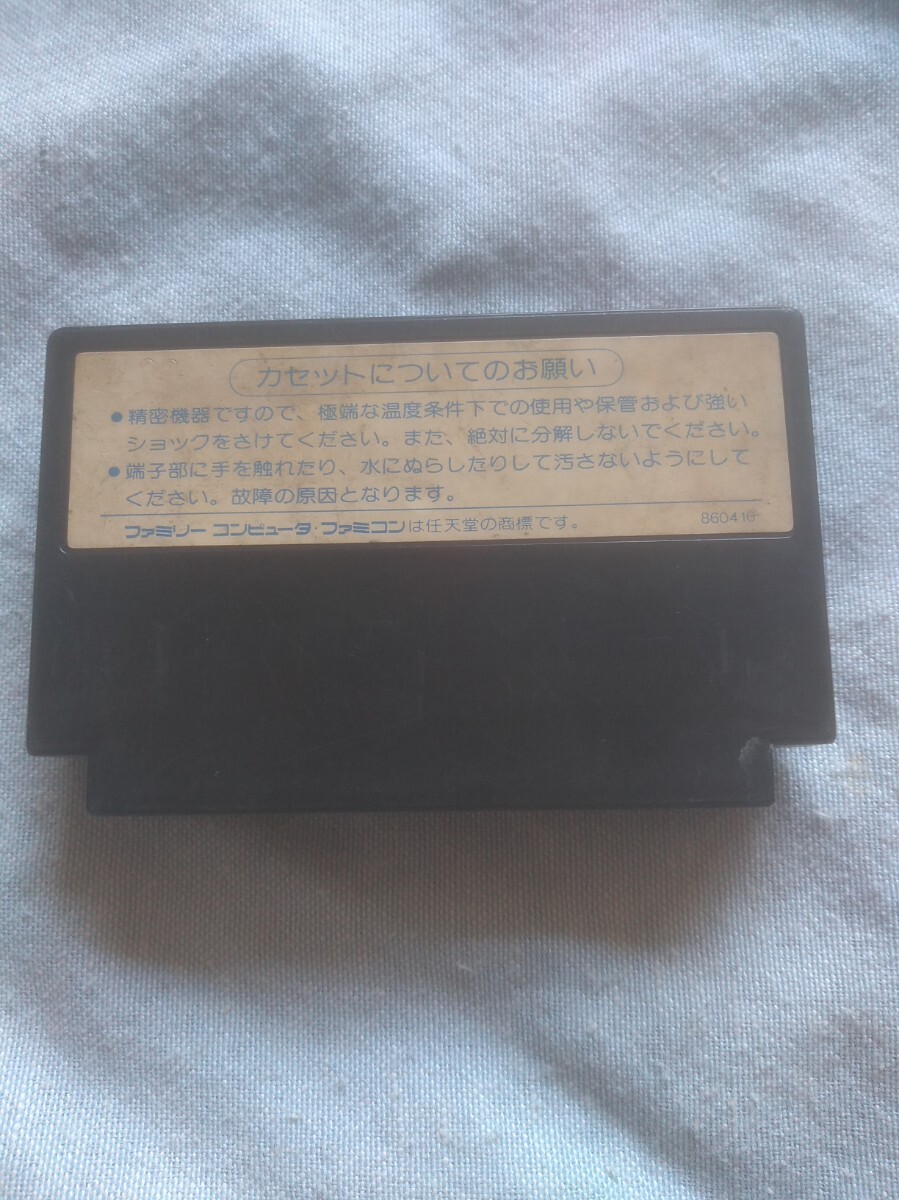 カセットについてのお願い
●精密機器ですので、極端な温度条件下での使用や保管および強い
ショックをさけてください。また、絶対に分解しないでください。
●端子部に手を触れたり、水にぬらしたりして汚さないようにして
ください。故障の原因となります。
ファミリー コンピュータ・ファミコンは任天堂の商標です。
860410